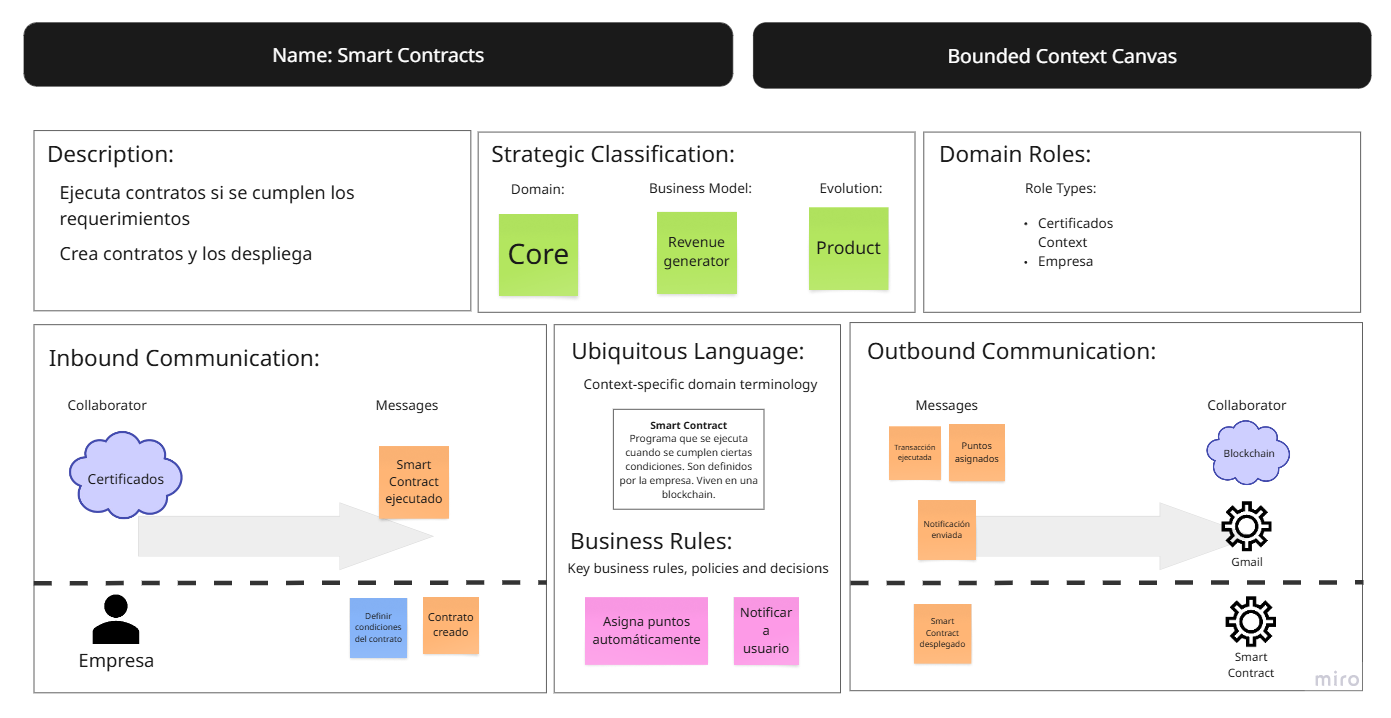 Name: Smart Contracts
Bounded Context Canvas
Description:
Ejecuta contratos si se cumplen los
requerimientos
Crea contratos y los despliega
Strategic Classification:
Domain:
Business Model:
Evolution:
Core
Revenue
generator
Product
Domain Roles:
Role Types:
• Certificados
Context
• Empresa
Inbound Communication:
Collaborator
Messages
Certificados
Smart
Contract
ejecutado
Empresa
Definir
condiciones
del contrato
Contrato
creado
Ubiquitous Language:
Context-specific domain terminology
Smart Contract
Programa que se ejecuta
cuando se cumplen ciertas
condiciones. Son definidos
por la empresa. Viven en una
blockchain.
Business Rules:
Key business rules, policies and decisions
Asigna puntos
automáticamente
Notificar
a
usuario
Outbound Communication:
Messages
Collaborator
Transacción
ejecutada
Puntos
asignados
Blockchain
Notificación
enviada
Gmail
Smart
Contract
desplegado
Smart
Contract
miro